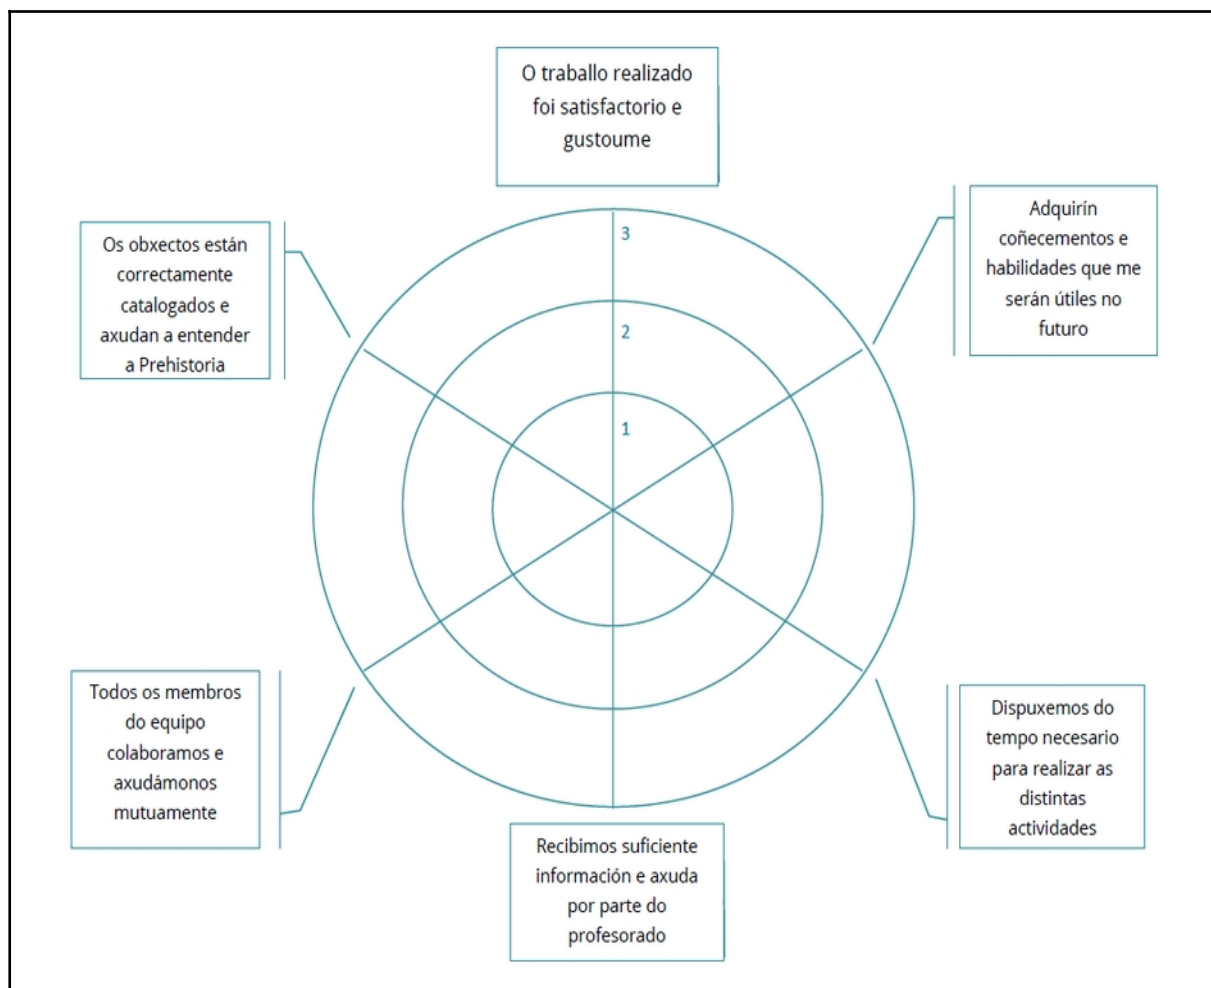 O traballo realizado
foi satisfactorio e
gustoume
Adquirín
coñecementos e
habilidades que me
serán útiles no
futuro
Os obxectos están
correctamente
catalogados e
axudan a entender
a Prehistoria
3
2
1
Todos os membros
do equipo
colaboramos e
axudámonos
mutuamente
Dispuxemos do
tempo necesario
para realizar as
distintas
actividades
Recibimos suficiente
información e axuda
por parte do
profesorado